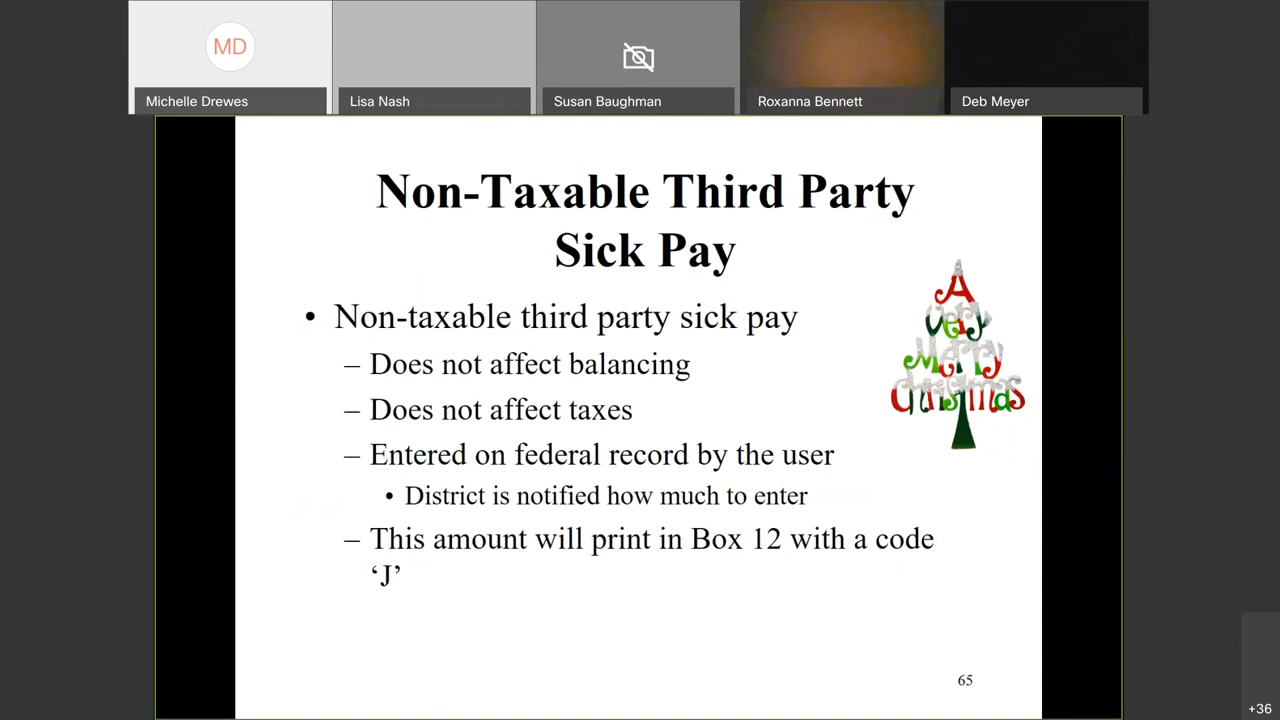 MD
Michelle Drewes
Lisa Nash
Susan Baughman
Roxanna Bennett
Deb Meyer
Non-Taxable Third Party
Sick Pay
• Non-taxable third party sick pay
– Does not affect balancing
– Does not affect taxes
– Entered on federal record by the user
• District is notified how much to enter
– This amount will print in Box 12 with a code
‘J’
A
Very
Merry
Christmas
65
+36